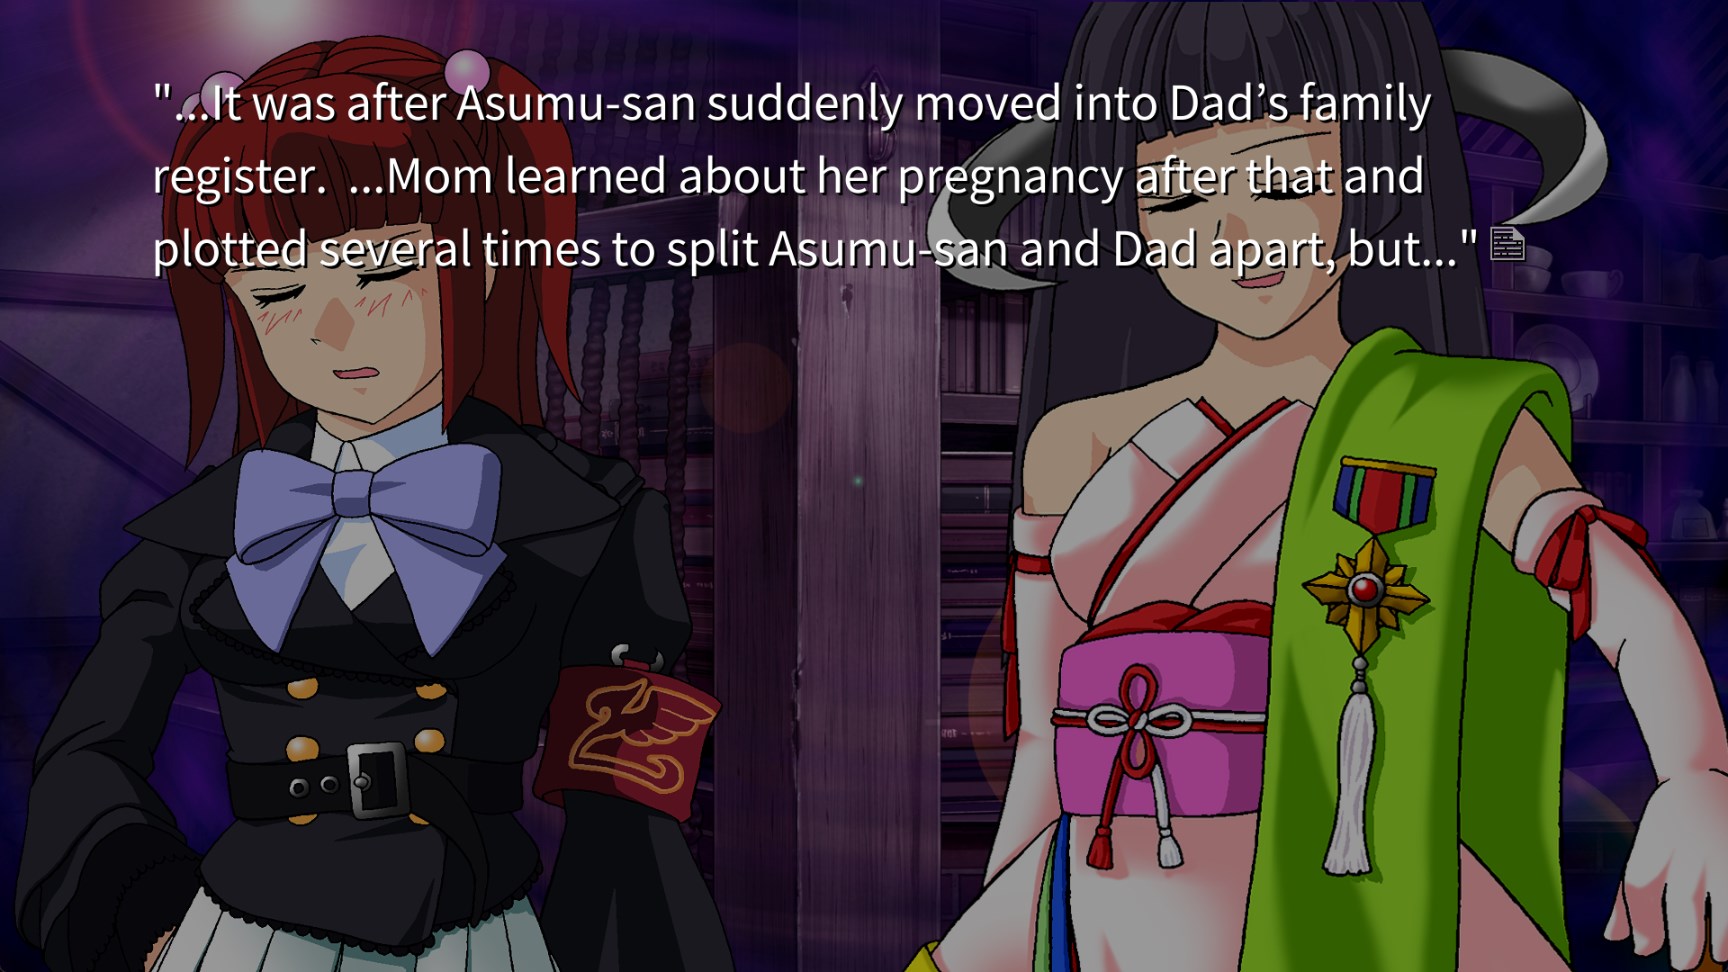 "...It was after Asumu-san suddenly moved into Dad’s family
register. ...Mom learned about her pregnancy after that and
plotted several times to split Asumu-san and Dad apart, but..."